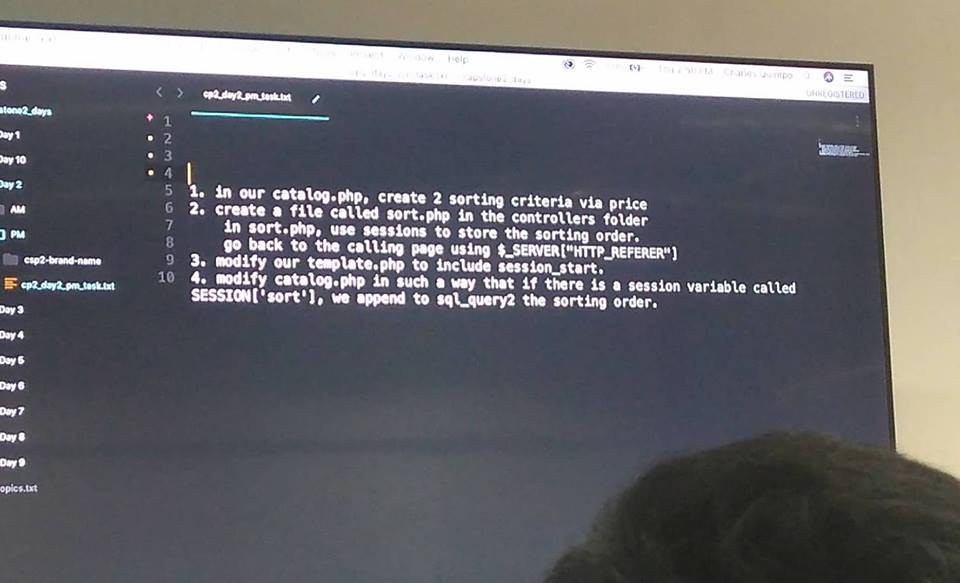 Window Help
Charles Quimpo
UNREGISTERED
cp2_day2_pm_task.txt
stone2_days
Day 1
Day 10
Day 2
AM
PM
csp2-brand-name
cp2_day2_pm_task.txt
Day 3
Day 4
Day 5
Day 6
Day 7
Day 8
Day 9
opics.txt
1
2
3
4
5 1. in our catalog.php, create 2 sorting criteria via price
6 2. create a file called sort.php in the controllers folder
7 in sort.php, use sessions to store the sorting order.
8 go back to the calling page using $_SERVER["HTTP_REFERER"]
9 3. modify our template.php to include session_start.
10 4. modify catalog.php in such a way that if there is a session variable called
SESSION['sort'], we append to sql_query2 the sorting order.